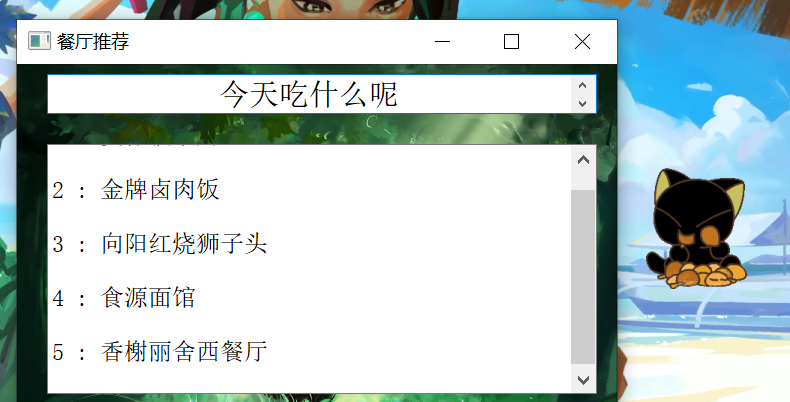 餐厅推荐
今天吃什么呢
2 : 金牌卤肉饭
3 : 向阳红烧狮子头
4 : 食源面馆
5 : 香榭丽舍西餐厅